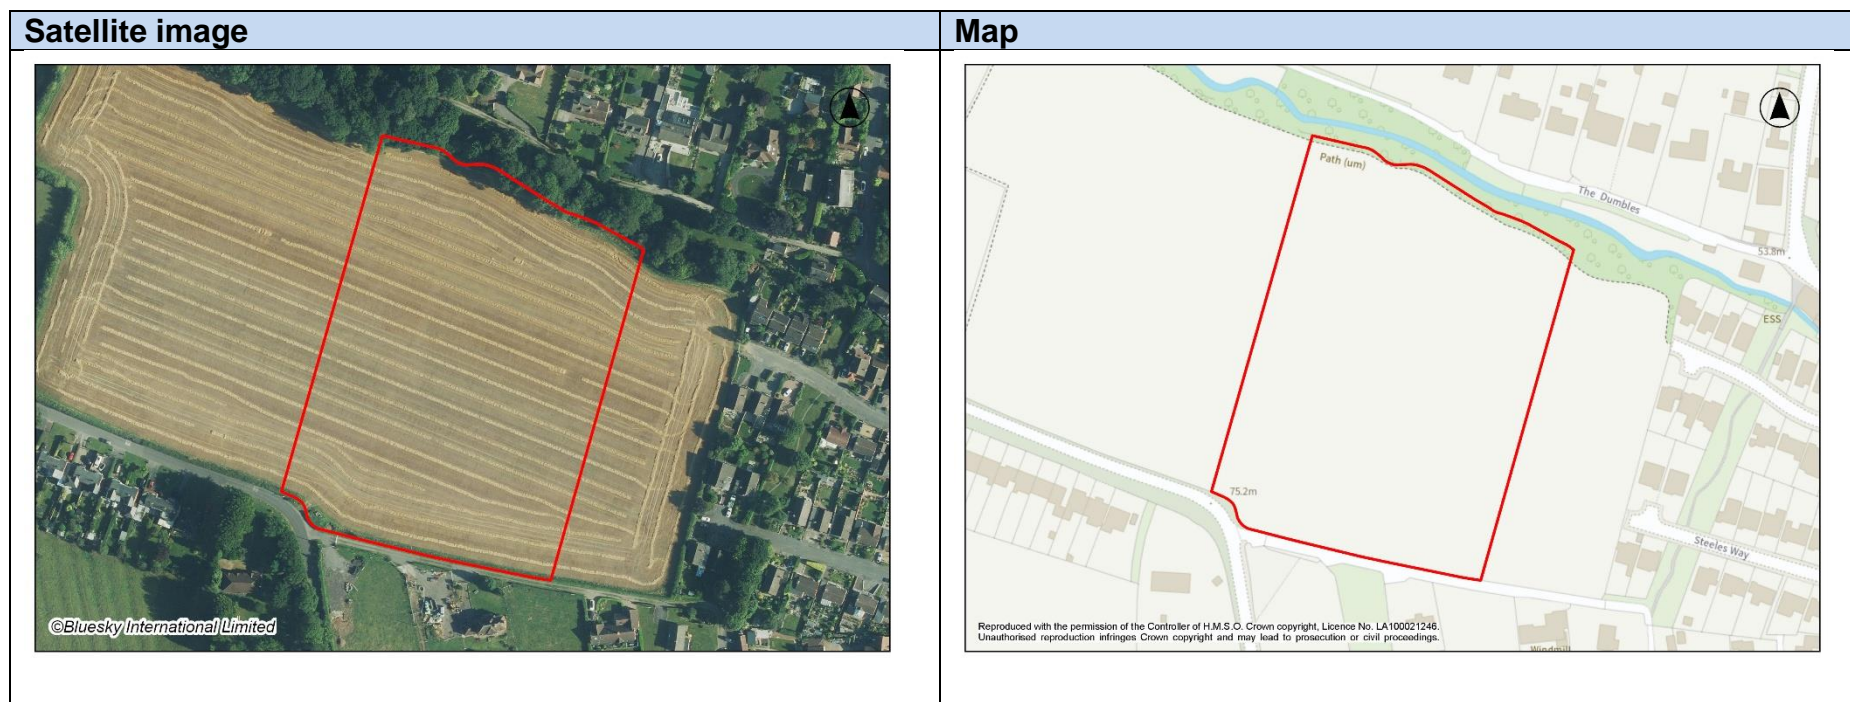 Satellite image
Map
©Bluesky International Limited
Path (um)
The Dumbles
53.8m
ESS
75.2m
Steeles Way
Windmill
Reproduced with the permission of the Controller of H.M.S.O. Crown copyright, Licence No. LA100021246.
Unauthorised reproduction infringes Crown copyright and may lead to prosecution or civil proceedings.